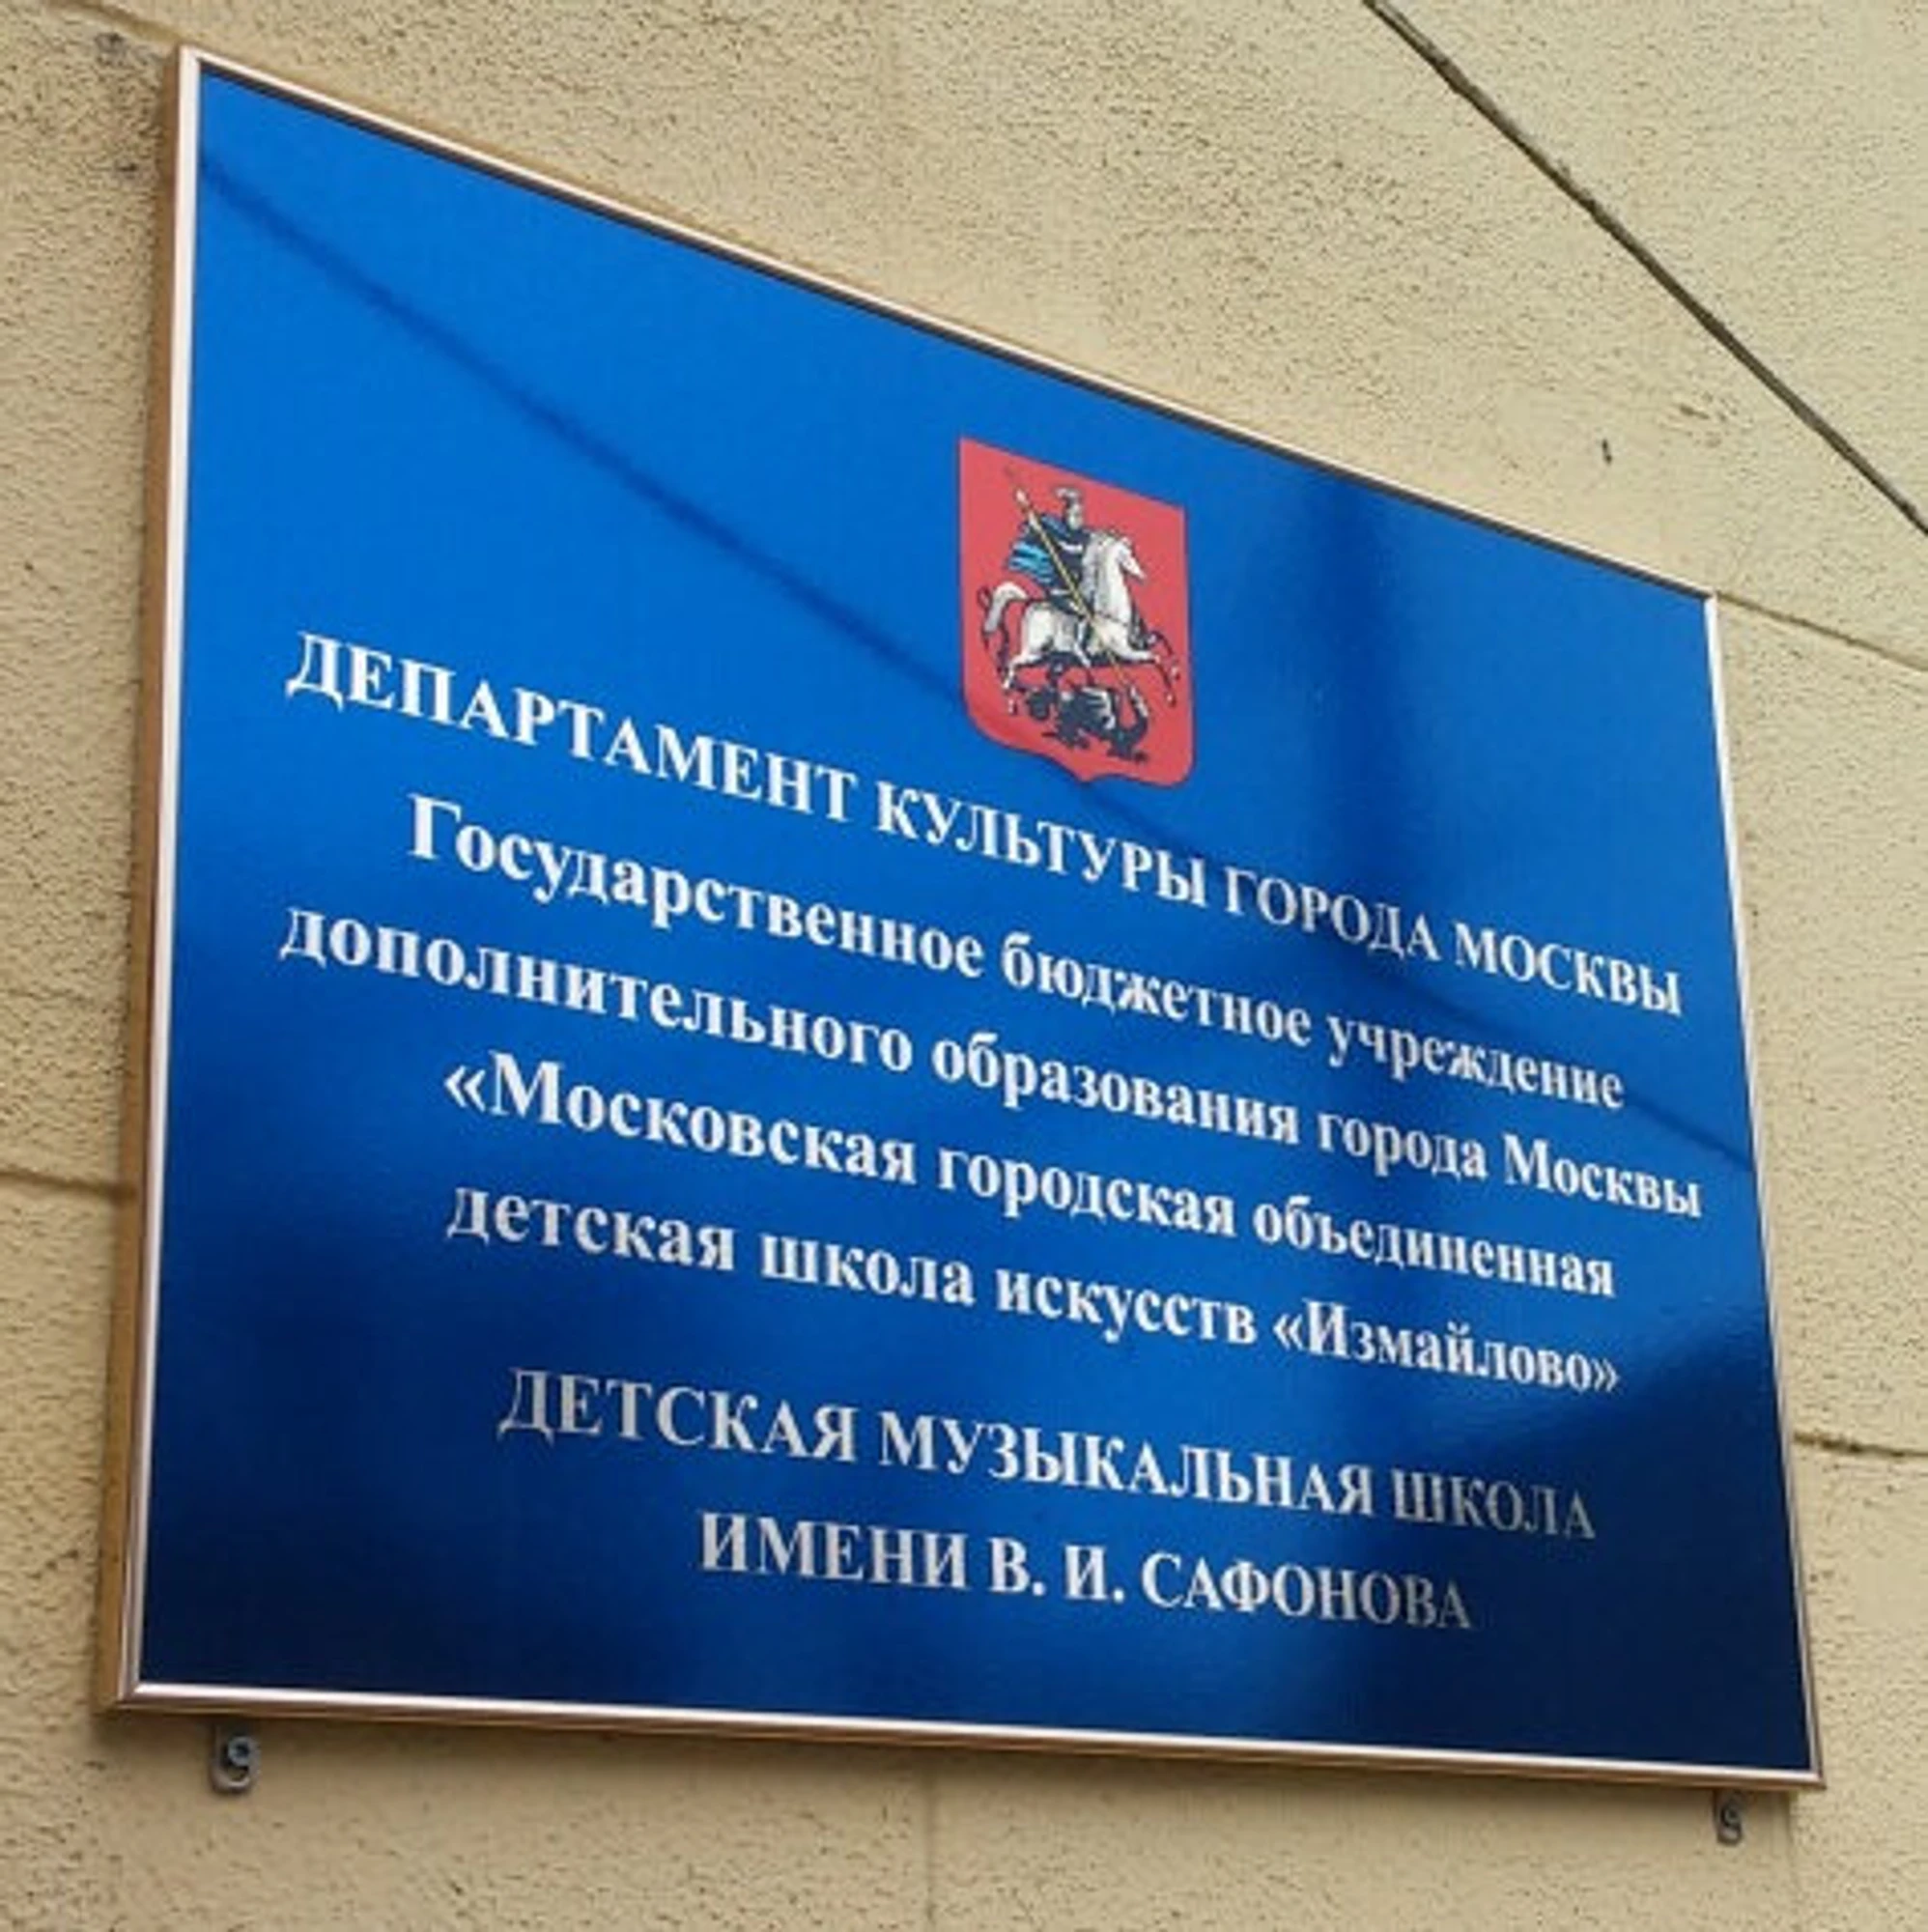 ДЕПАРТАМЕНТ КУЛЬТУРЫ ГОРОДА МОСКВЫ
Государственное бюджетное учреждение
дополнительного образования города Москвы
«Московская городская объединенная
детская школа искусств «Измайлово»
ДЕТСКАЯ МУЗЫКАЛЬНАЯ ШКОЛА
ИМЕНИ В. И. САФОНОВА